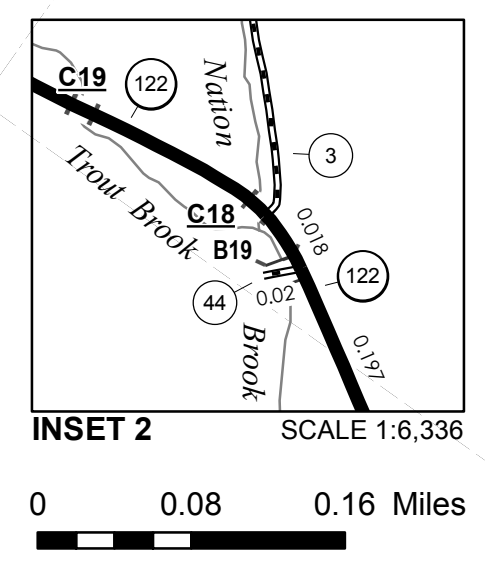 C19
122
Nation
3
Trout Brook
C18
0.018
B19
122
44
0.02
Brook
0.197
INSET 2
SCALE 1:6,336
0 0.08 0.16 Miles